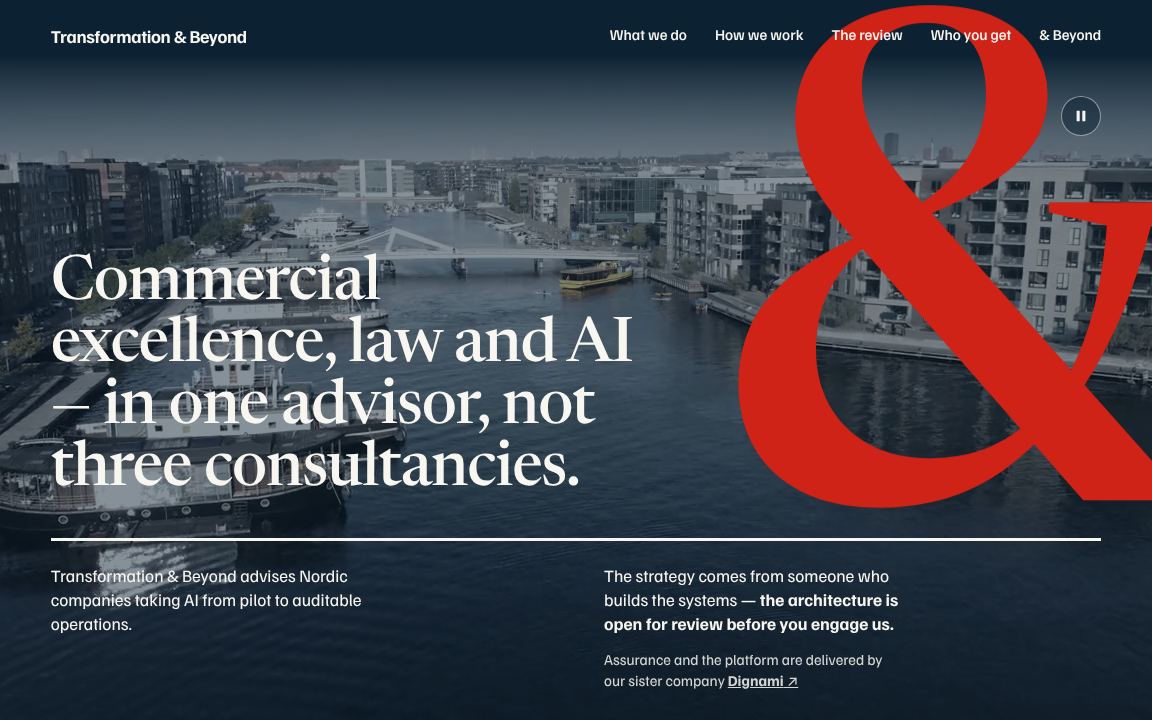 Transformation & Beyond
What we do
How we work
The review
Who you get
& Beyond
&
Commercial
excellence, law and AI
— in one advisor, not
three consultancies.
Transformation & Beyond advises Nordic
companies taking AI from pilot to auditable
operations.
The strategy comes from someone who
builds the systems — the architecture is
open for review before you engage us.
Assurance and the platform are delivered by
our sister company Dignami ↗